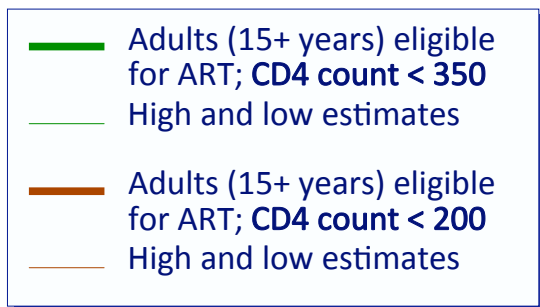 Adults (15+ years) eligible
for ART; CD4 count < 350
High and low estimates
Adults (15+ years) eligible
for ART; CD4 count < 200
High and low estimates